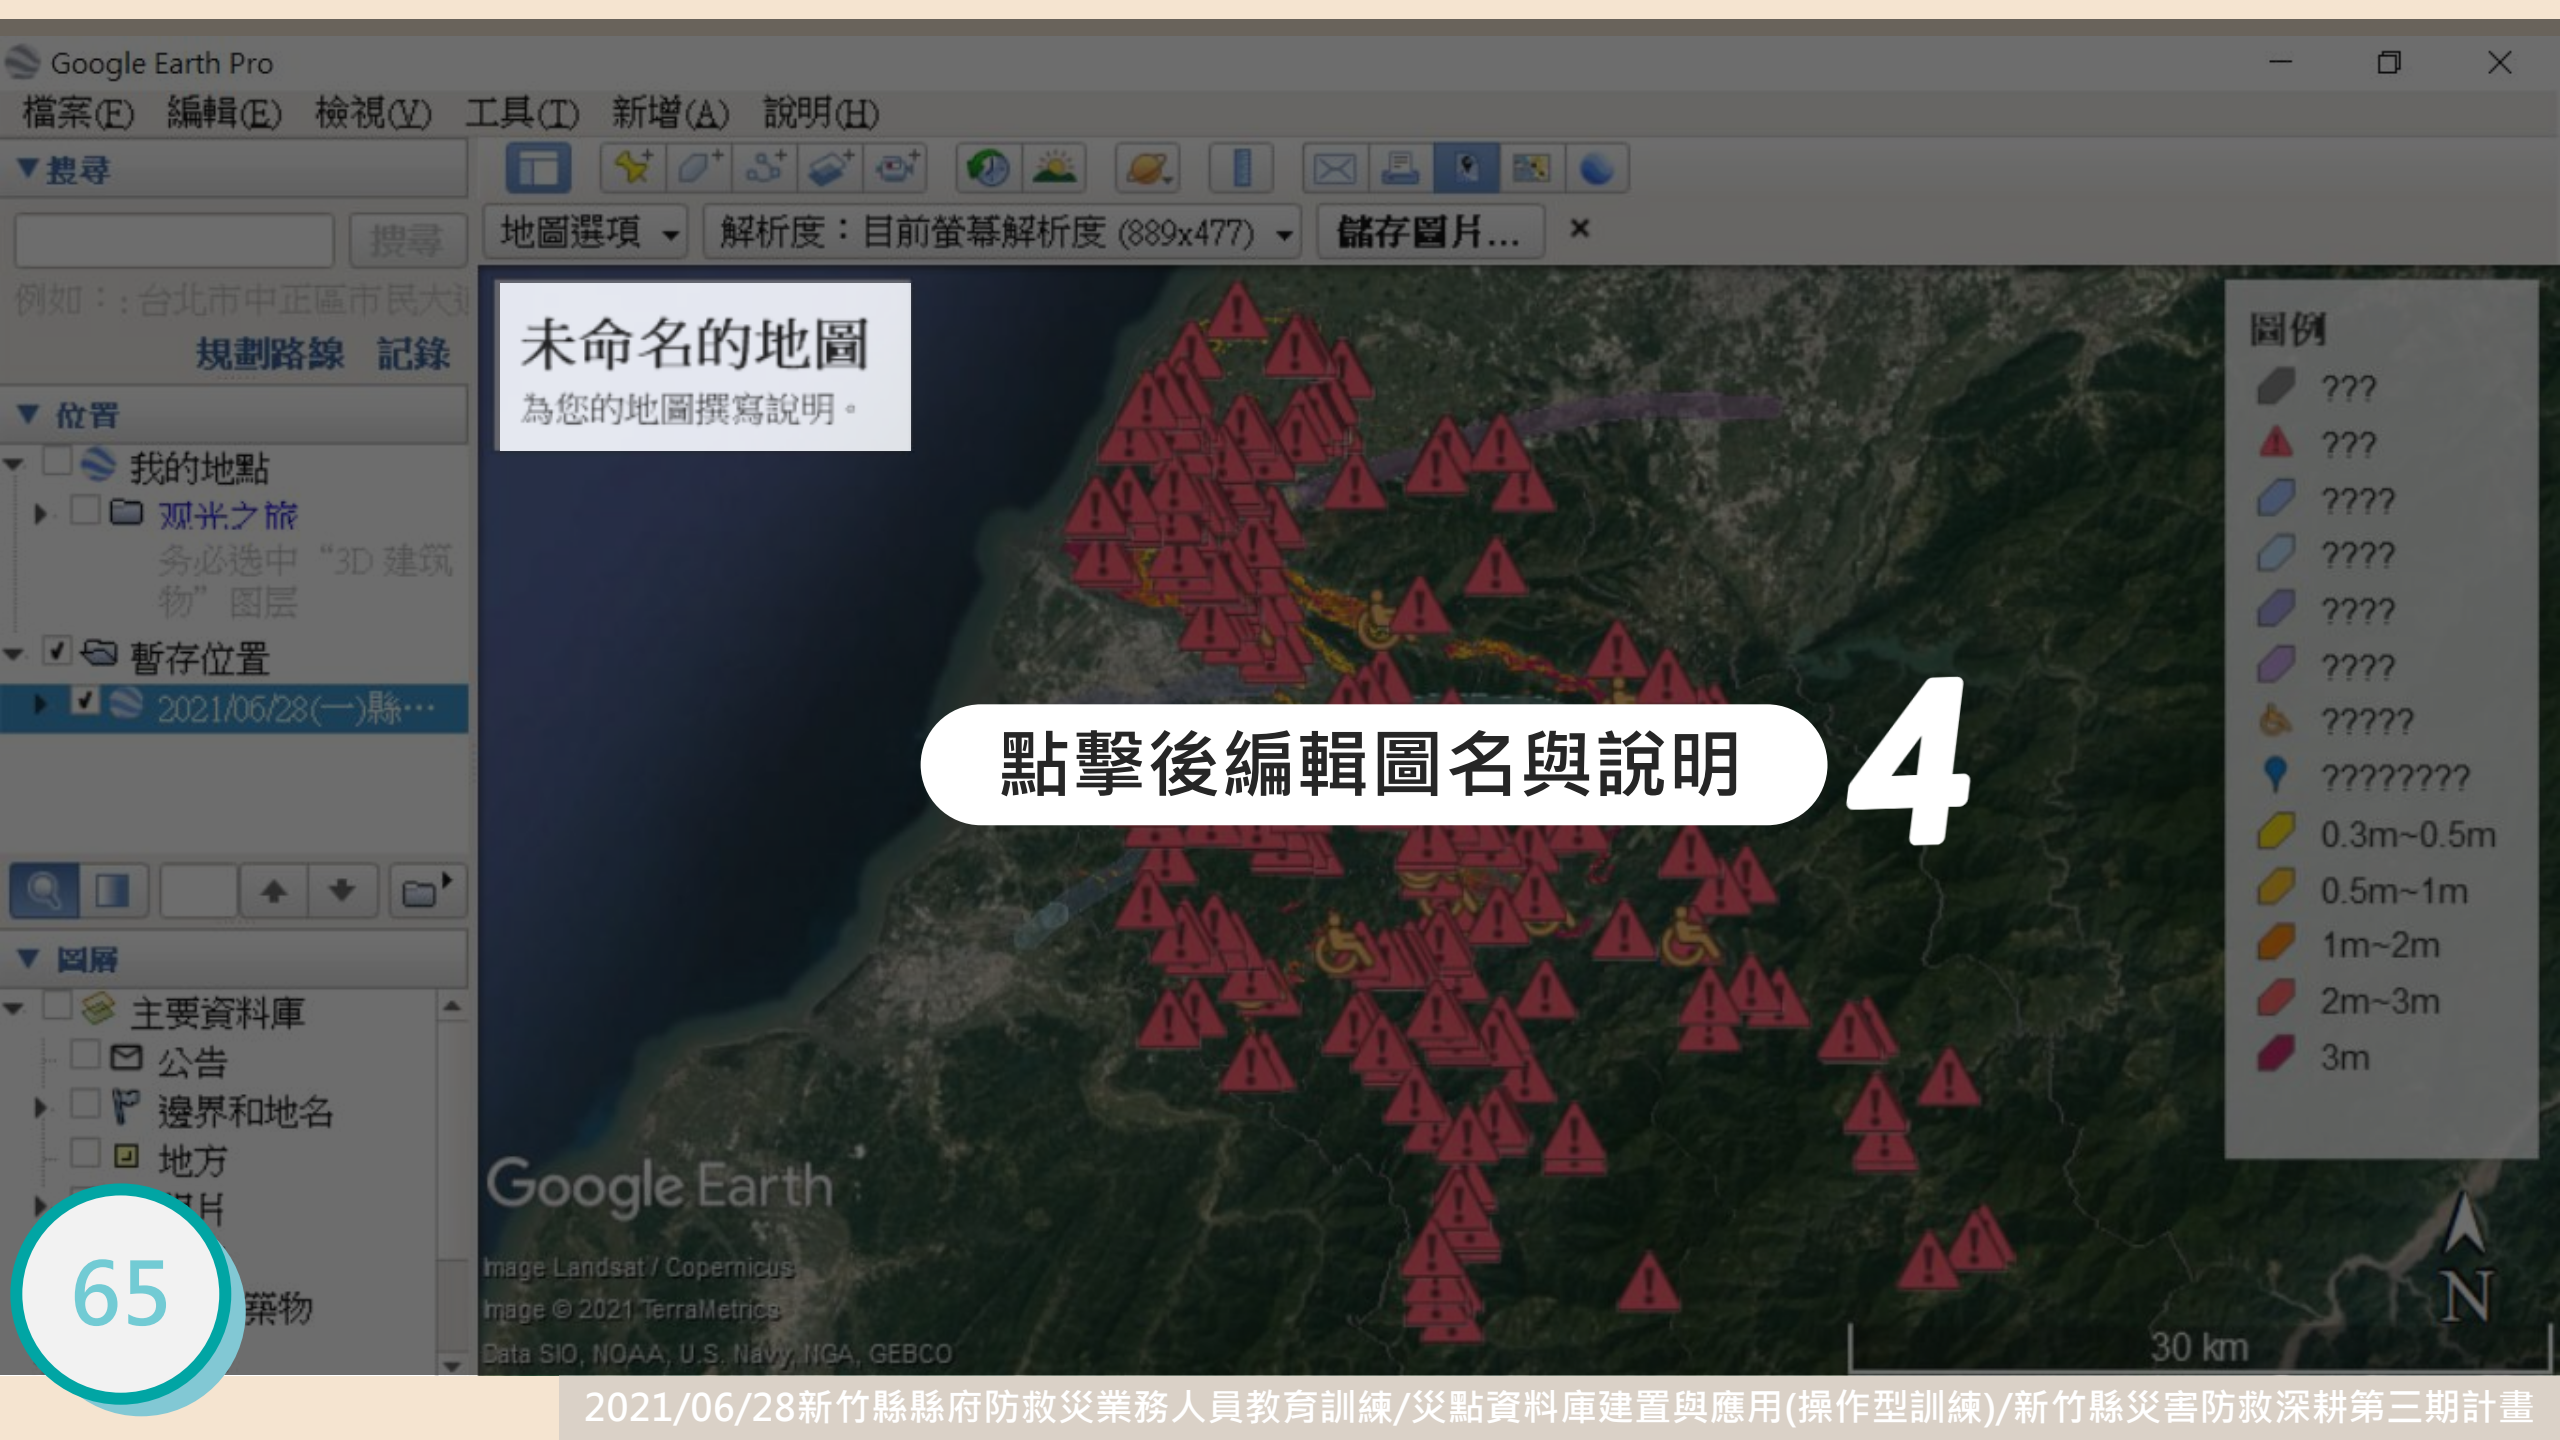 Google Earth Pro
檔案(F) 編輯(E) 檢視(V) 工具(T) 新增(A) 說明(H)
搜尋
搜尋
例如：: 台北市中正區市民大
規劃路線 記錄
位置
我的地點
观光之旅
务必选中“3D 建筑
物”图层
暫存位置
2021/06/28(一)縣…
圖層
主要資料庫
公告
邊界和地名
地方
片
築物
地圖選項
解析度：目前螢幕解析度 (889x477)
儲存圖片...
未命名的地圖
為您的地圖撰寫說明。
圖例
???
???
????
????
????
????
?????
????????
0.3m~0.5m
0.5m~1m
1m~2m
2m~3m
3m
點擊後編輯圖名與說明
4
Google Earth
Image Landsat / Copernicus
Image © 2021 TerraMetrics
Data SIO, NOAA, U.S. Navy, NGA, GEBCO
N
30 km
65
2021/06/28新竹縣縣府防救災業務人員教育訓練/災點資料庫建置與應用(操作型訓練)/新竹縣災害防救深耕第三期計畫